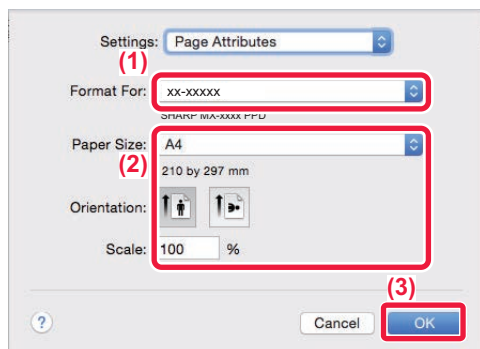 Settings: Page Attributes
(1)
Format For: xx-xxxxx
SHARP MX-xxxx PPD
Paper Size: A4
(2)
210 by 297 mm
Orientation:
Scale: 100 %
(3)
? Cancel OK